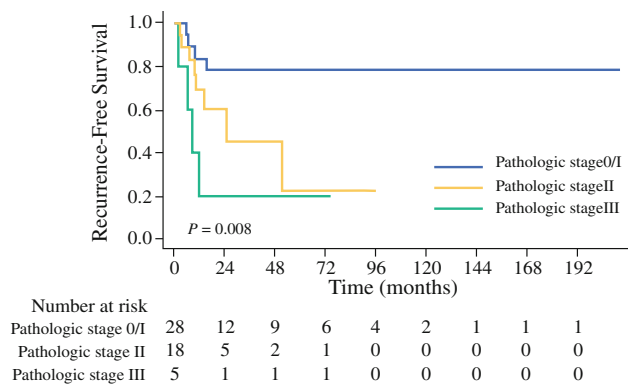 Recurrence-Free Survival
1.0
0.8
0.6
0.4
0.2
0.0
Pathologic stage0/I
Pathologic stageII
Pathologic stageIII
P = 0.008
0 24 48 72 96 120 144 168 192
Time (months)
Number at risk
Pathologic stage 0/I 28 12 9 6 4 2 1 1 1
Pathologic stage II 18 5 2 1 0 0 0 0 0
Pathologic stage III 5 1 1 1 0 0 0 0 0